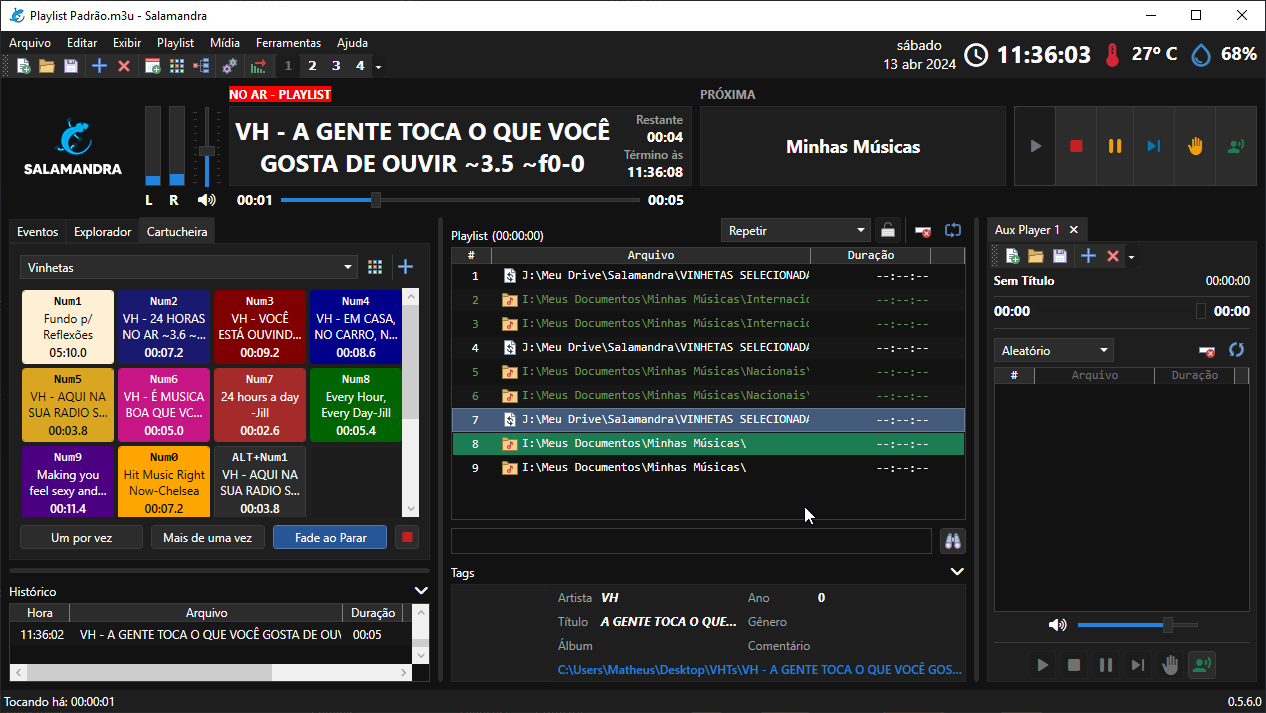 Playlist Padrão.m3u - Salamandra
Arquivo Editar Exibir Playlist Mídia Ferramentas Ajuda
1 2 3 4
sábado
13 abr 2024
11:36:03
27° C
68%
SALAMANDRA
L R
NO AR - PLAYLIST
VH - A GENTE TOCA O QUE VOCÊ
GOSTA DE OUVIR ~3.5 ~f0-0
Restante
00:04
Término às
11:36:08
00:01
00:05
PRÓXIMA
Minhas Músicas
Eventos Explorador Cartucheira
Vinhetas
Num1
Fundo p/
Reflexões
05:10.0
Num2
VH - 24 HORAS
NO AR ~3.6 ~...
00:07.2
Num3
VH - VOCÊ
ESTÁ OUVIND...
00:09.2
Num4
VH - EM CASA,
NO CARRO, N...
00:08.6
Num5
VH - AQUI NA
SUA RADIO S...
00:03.8
Num6
VH - É MUSICA
BOA QUE VC...
00:05.0
Num7
24 hours a day
-Jill
00:02.6
Num8
Every Hour,
Every Day-Jill
00:05.4
Num9
Making you
feel sexy and...
00:11.4
Num0
Hit Music Right
Now-Chelsea
00:07.2
ALT+Num1
VH - AQUI NA
SUA RADIO S...
00:03.8
Um por vez
Mais de uma vez
Fade ao Parar
Histórico
Hora Arquivo Duração
11:36:02 VH - A GENTE TOCA O QUE VOCÊ GOSTA DE OUV 00:05
Playlist (00:00:00)
Repetir
# Arquivo Duração
1 J:\Meu Drive\Salamandra\VINHETAS SELECIONADA --:--:--
2 I:\Meus Documentos\Minhas Músicas\Internacio
3 I:\Meus Documentos\Minhas Músicas\Internacio
4 J:\Meu Drive\Salamandra\VINHETAS SELECIONADA --:--:--
5 I:\Meus Documentos\Minhas Músicas\Nacionais\ --:--:--
6 I:\Meus Documentos\Minhas Músicas\Nacionais\ --:--:--
7 J:\Meu Drive\Salamandra\VINHETAS SELECIONADA --:--:--
8 I:\Meus Documentos\Minhas Músicas\ --:--:--
9 I:\Meus Documentos\Minhas Músicas\ --:--:--
Tags
Artista VH Ano 0
Título A GENTE TOCA O QUE... Gênero
Álbum Comentário
C:\Users\Matheus\Desktop\VHTs\VH - A GENTE TOCA O QUE VOCÊ GOS...
Aux Player 1
Sem Título 00:00:00
00:00 00:00
Aleatório
# Arquivo Duração
Tocando há: 00:00:01
0.5.6.0